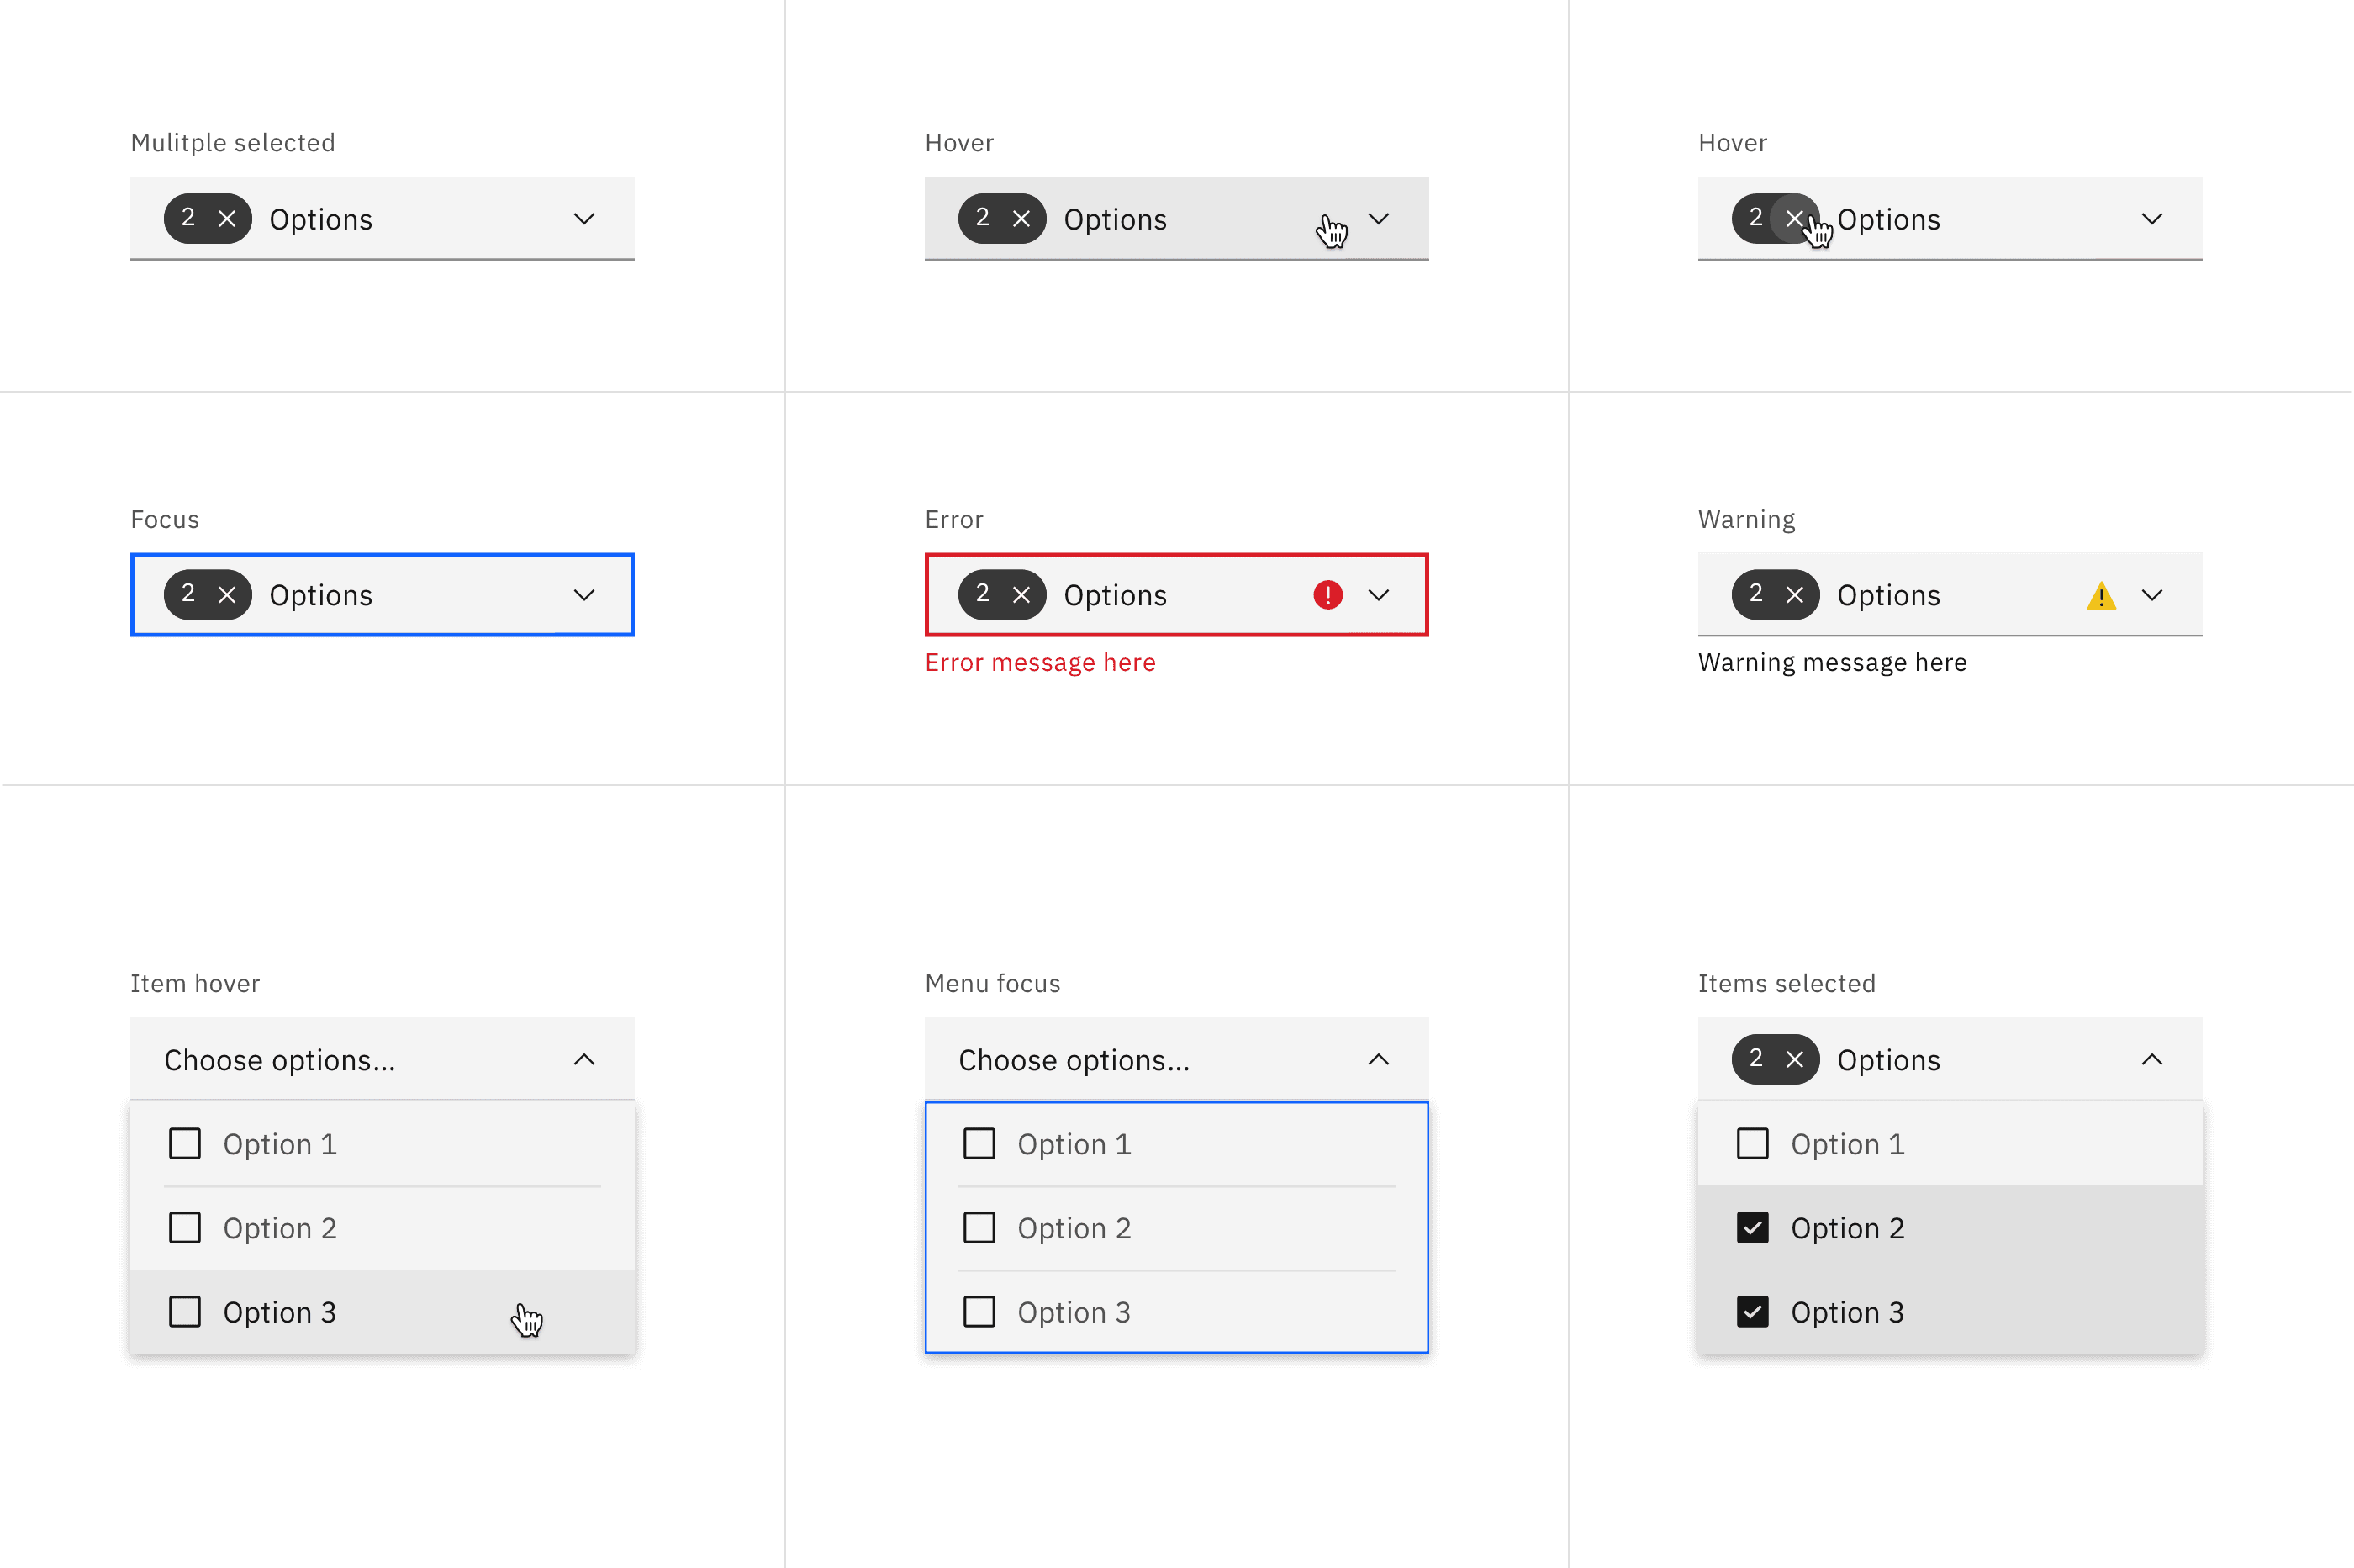 Mulitple selected
2 Options
Hover
2 Options
Hover
2 Options
Focus
2 Options
Error
2 Options
Error message here
Warning
2 Options
Warning message here
Item hover
Choose options...
Option 1
Option 2
Option 3
Menu focus
Choose options...
Option 1
Option 2
Option 3
Items selected
2 Options
Option 1
Option 2
Option 3